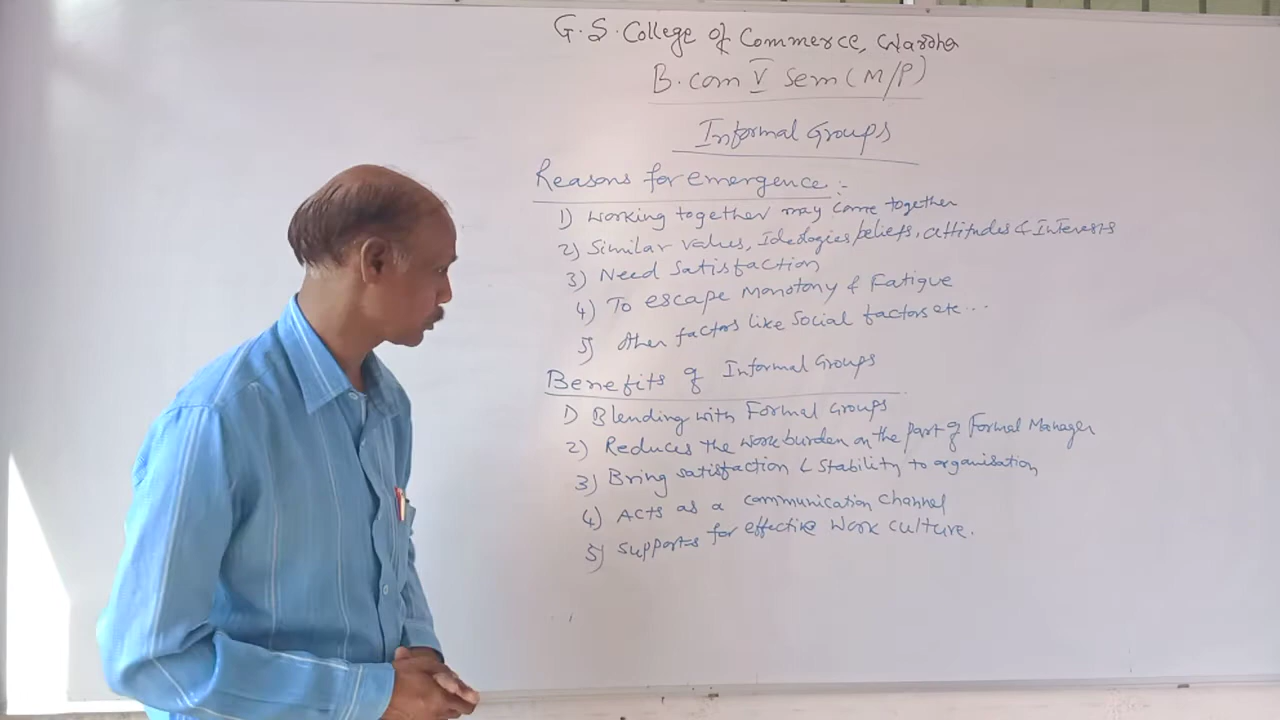 G.S. College of Commerce, Wardha
B.com V Sem (M/P)
Informal Groups
Reasons for emergence :-
1) Working together may come together
2) Similar values, Ideologies, beliefs, attitudes & Interests
3) Need Satisfaction
4) To escape Monotony & Fatigue
5) Other factors like Social factors etc...
Benefits of Informal Groups
1) Blending with Formal Groups
2) Reduces the work burden on the part of Formal Manager
3) Bring satisfaction & stability to organisation
4) Acts as a communication channel
5) Supports for effective Work culture.